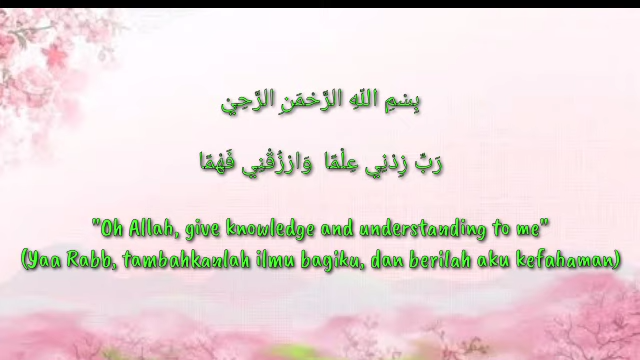 بِسْمِ اللّٰهِ الرَّحْمَنِ الرَّحِيْ
رَبِّ زِدْنِي عِلْمًا وَارْزُقْنِي فَهْمًا
"Oh Allah, give knowledge and understanding to me"
(Yaa Rabb, tambahkanlah ilmu bagiku, dan berilah aku kefahaman)